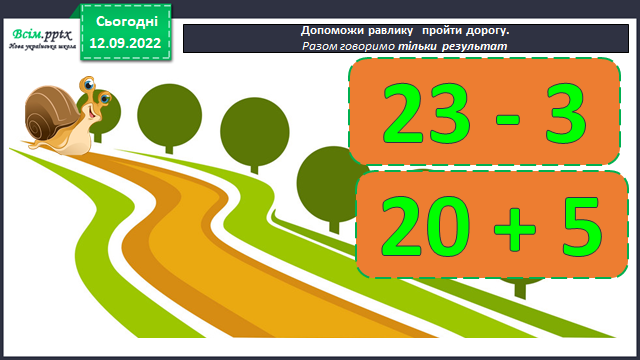 Всім.pptx
Нова українська школа
Сьогодні
12.09.2022
Допоможи равлику пройти дорогу.
Разом говоримо тільки результат
23 - 3
20 + 5